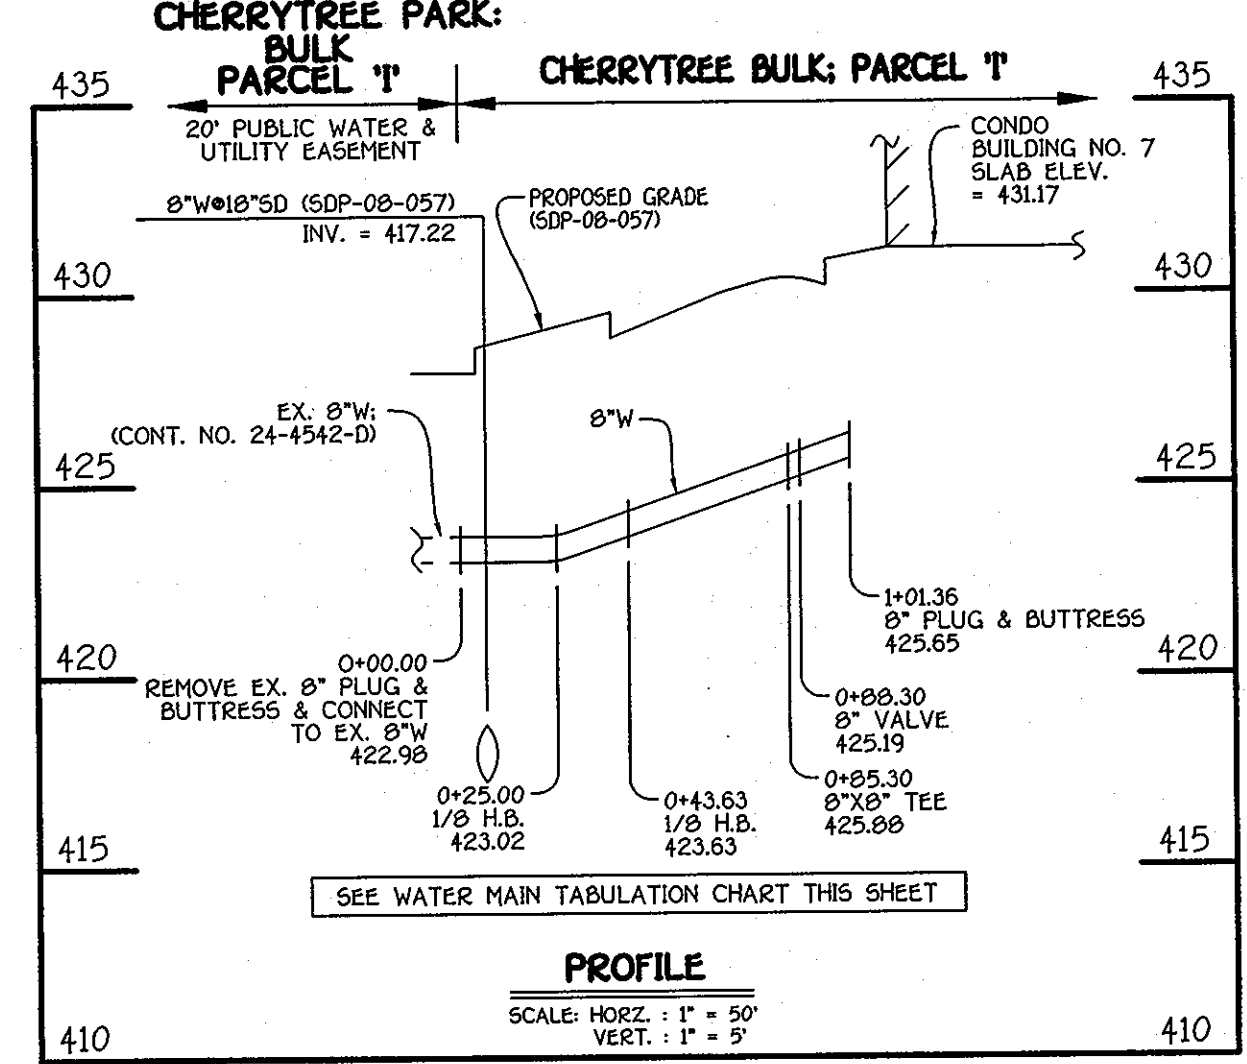 CHERRYTREE PARK:
BULK
PARCEL 'I'
CHERRYTREE BULK; PARCEL 'I'
435
435
20' PUBLIC WATER &
UTILITY EASEMENT
CONDO
BUILDING NO. 7
SLAB ELEV.
= 431.17
8"W@18"SD (SDP-08-057)
INV. = 417.22
PROPOSED GRADE
(SDP-08-057)
430
430
EX. 8"W;
(CONT. NO. 24-4542-D)
8"W
425
425
1+01.36
8" PLUG & BUTTRESS
425.65
420
420
0+00.00
REMOVE EX. 8" PLUG &
BUTTRESS & CONNECT
TO EX. 8"W
422.98
0+88.30
8" VALVE
425.19
0+25.00
1/8 H.B.
423.02
0+43.63
1/8 H.B.
423.63
0+85.30
8"X8" TEE
425.88
415
415
SEE WATER MAIN TABULATION CHART THIS SHEET
PROFILE
SCALE: HORZ. : 1" = 50'
VERT. : 1" = 5'
410
410